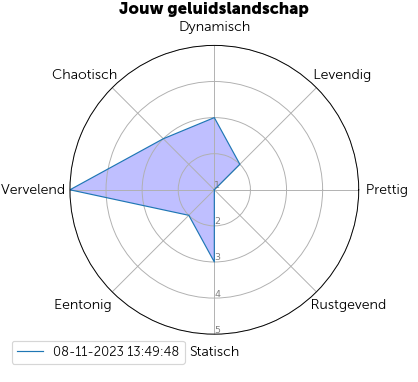 Jouw geluidslandschap
Dynamisch
Chaotisch
Levendig
Vervelend
1
Prettig
2
3
Eentonig
4
Rustgevend
5
08-11-2023 13:49:48
Statisch